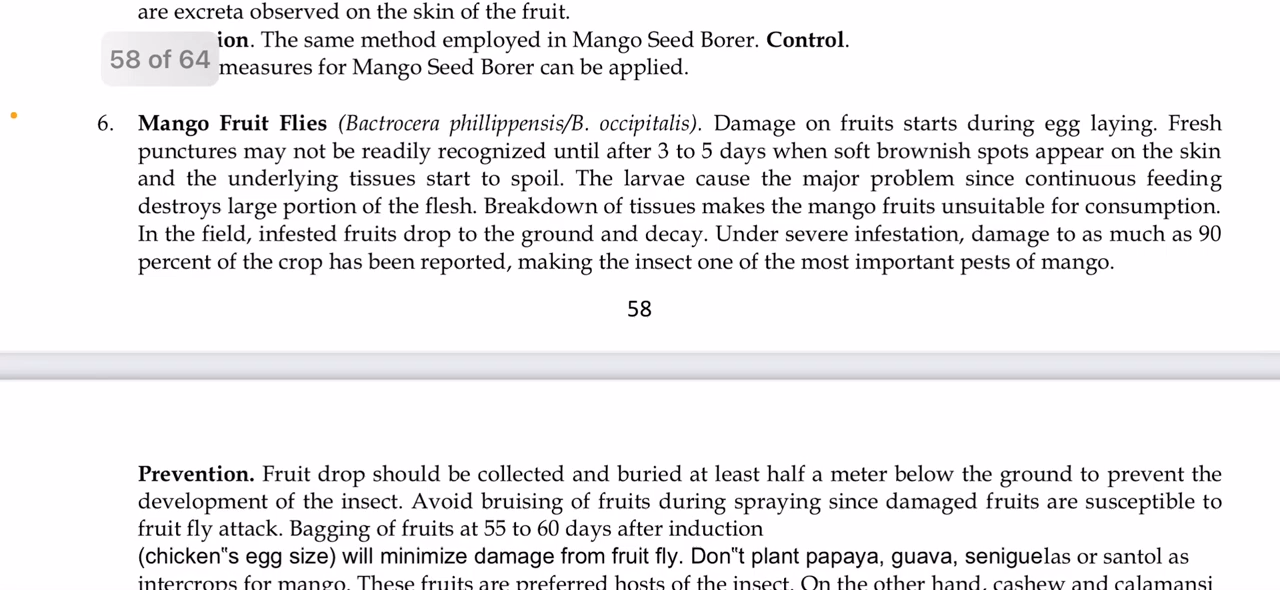 are excreta observed on the skin of the fruit.
ion. The same method employed in Mango Seed Borer. Control.
58 of 64
measures for Mango Seed Borer can be applied.
6. Mango Fruit Flies (Bactrocera phillippensis/B. occipitalis). Damage on fruits starts during egg laying. Fresh
punctures may not be readily recognized until after 3 to 5 days when soft brownish spots appear on the skin
and the underlying tissues start to spoil. The larvae cause the major problem since continuous feeding
destroys large portion of the flesh. Breakdown of tissues makes the mango fruits unsuitable for consumption.
In the field, infested fruits drop to the ground and decay. Under severe infestation, damage to as much as 90
percent of the crop has been reported, making the insect one of the most important pests of mango.
58
Prevention. Fruit drop should be collected and buried at least half a meter below the ground to prevent the
development of the insect. Avoid bruising of fruits during spraying since damaged fruits are susceptible to
fruit fly attack. Bagging of fruits at 55 to 60 days after induction
(chicken‟s egg size) will minimize damage from fruit fly. Don‟t plant papaya, guava, seniguelas or santol as
intercrops for mango. These fruits are preferred hosts of the insect. On the other hand, cashew and calamansi